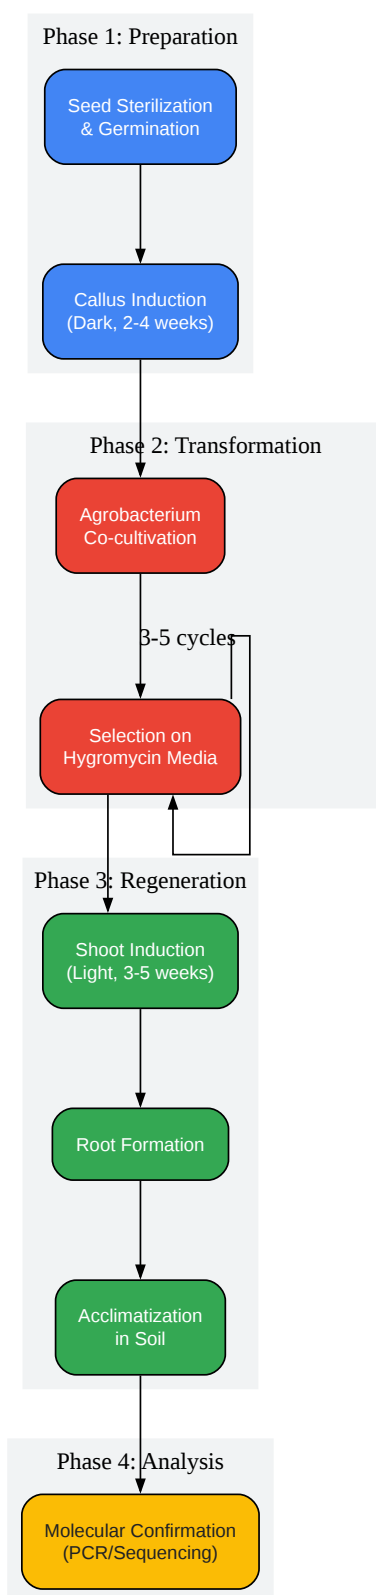 Phase 1: Preparation
Seed Sterilization
& Germination
Callus Induction
(Dark, 2-4 weeks)
Phase 2: Transformation
Agrobacterium
Co-cultivation
3-5 cycles
Selection on
Hygromycin Media
Phase 3: Regeneration
Shoot Induction
(Light, 3-5 weeks)
Root Formation
Acclimatization
in Soil
Phase 4: Analysis
Molecular Confirmation
(PCR/Sequencing)